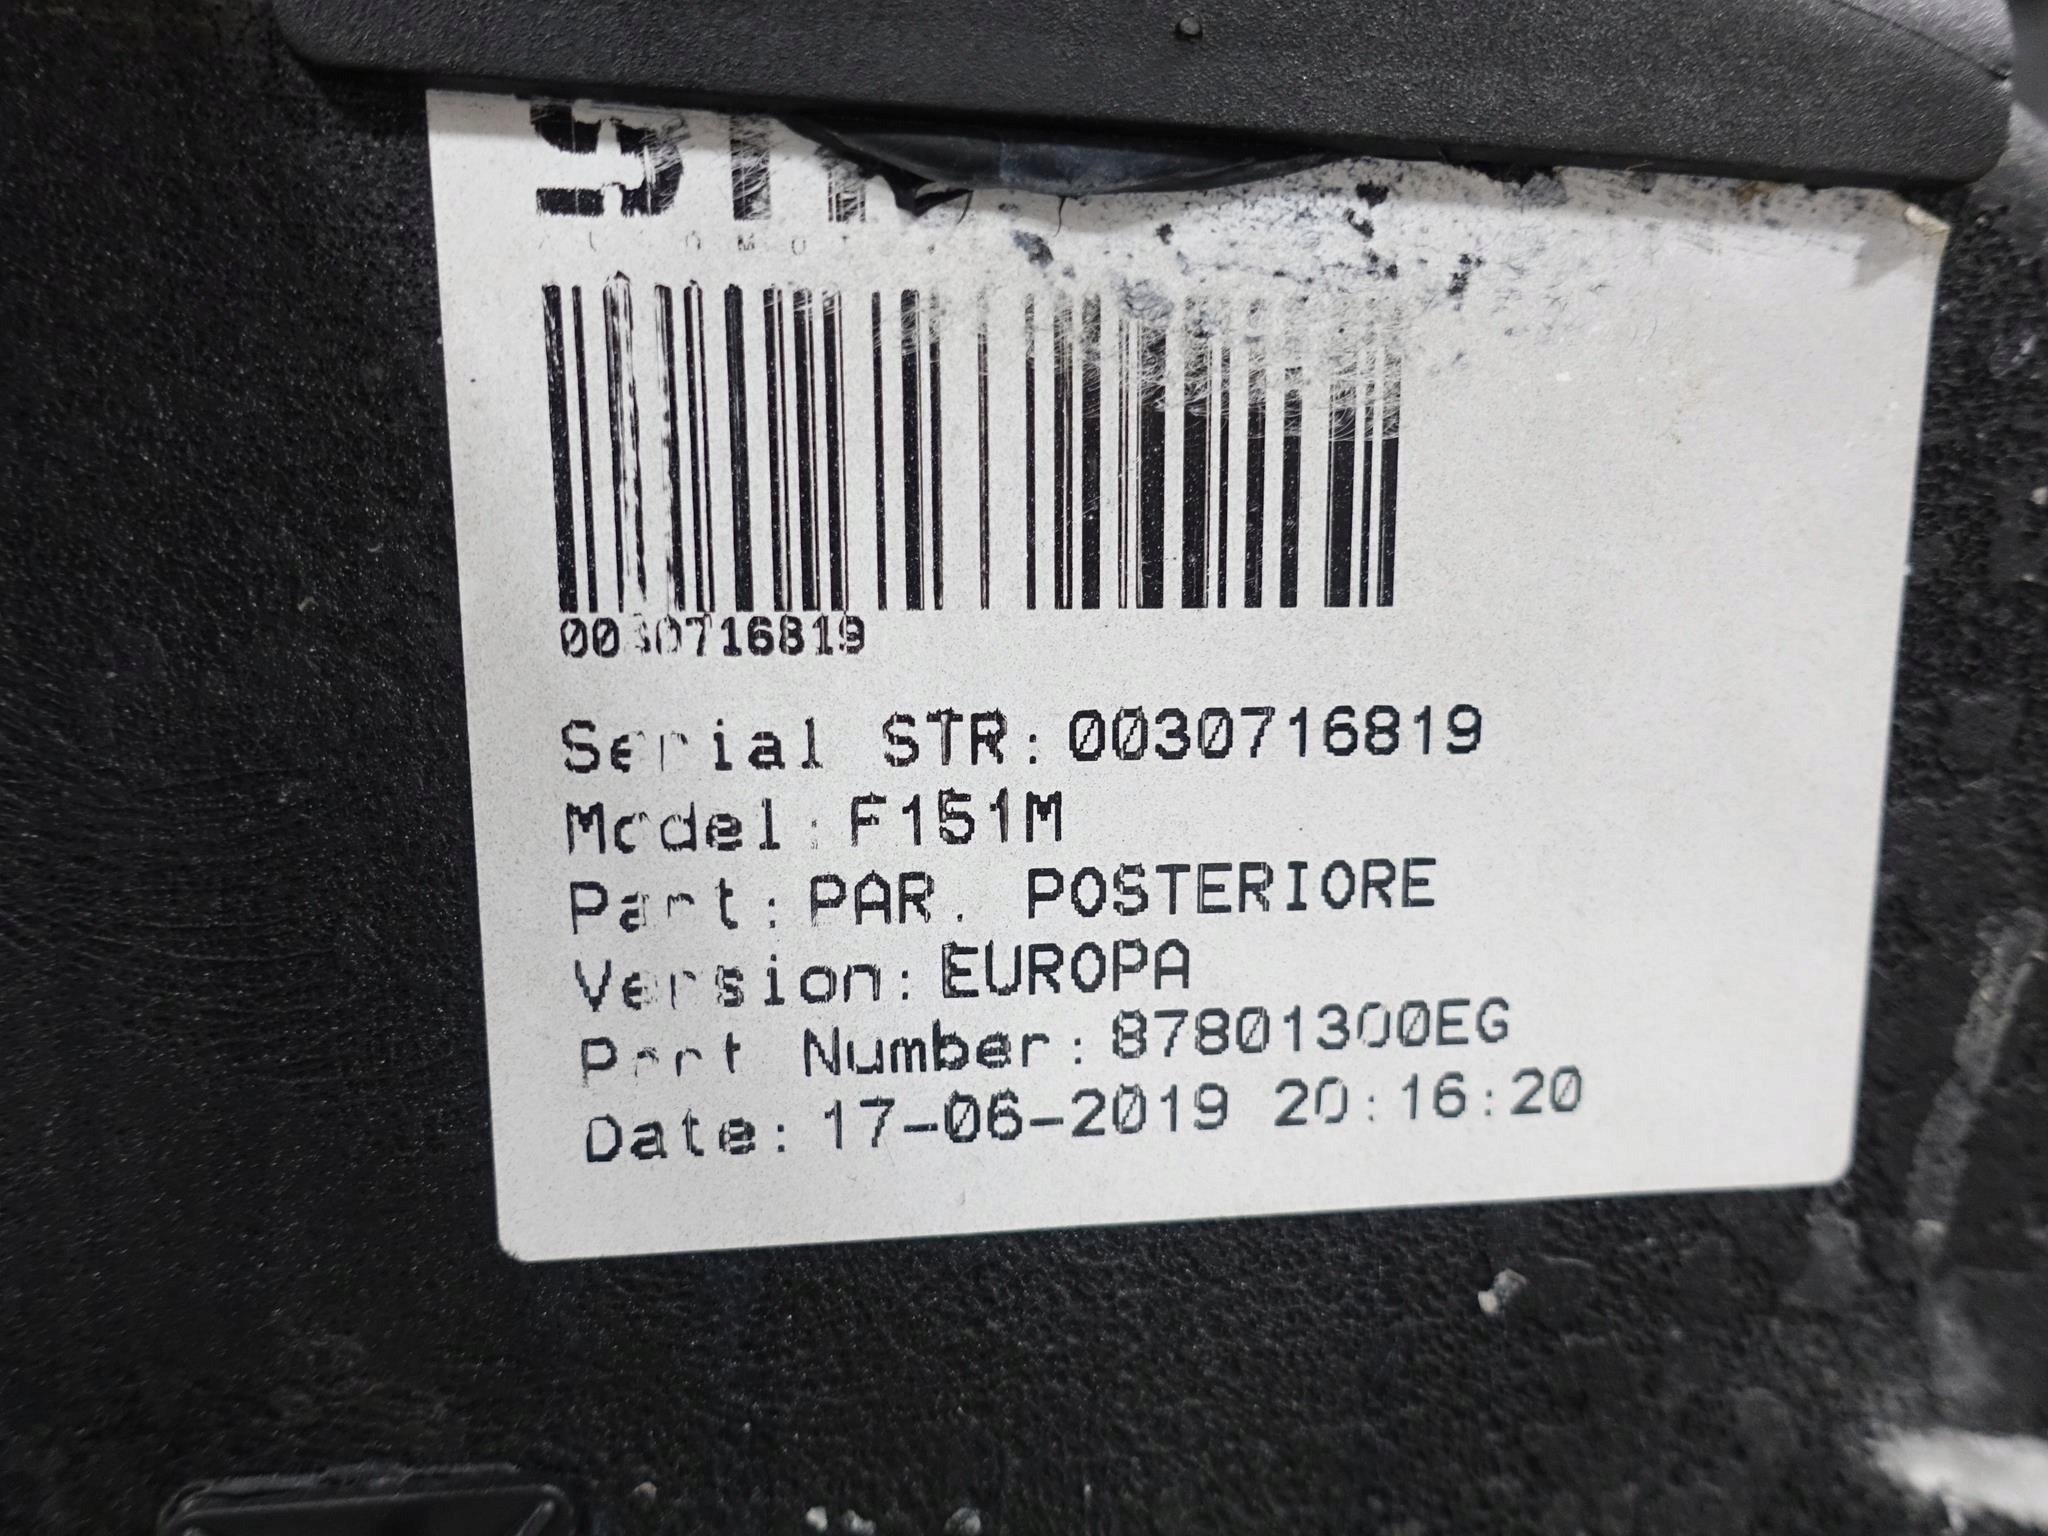 0030716819
Serial STR:0030716819
Model:F151M
Part:PAR. POSTERIORE
Version:EUROPA
Part Number:87801300EG
Date:17-06-2019 20:16:20